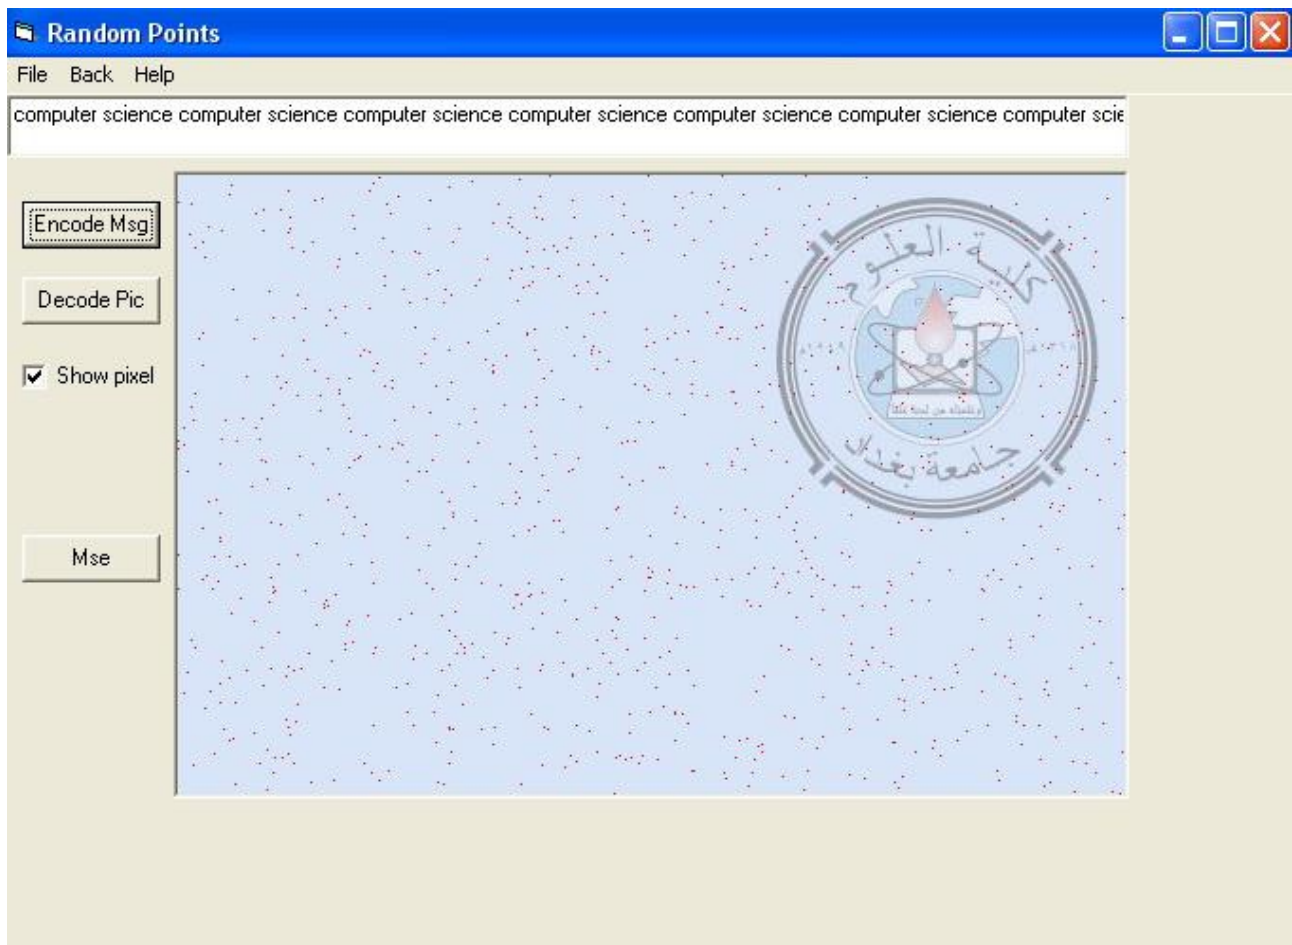 Random Points
File Back Help
computer science computer science computer science computer science computer science computer science computer scie
Encode Msg
Decode Pic
Show pixel
Mse
كلية العلوم
جامعة بغداد